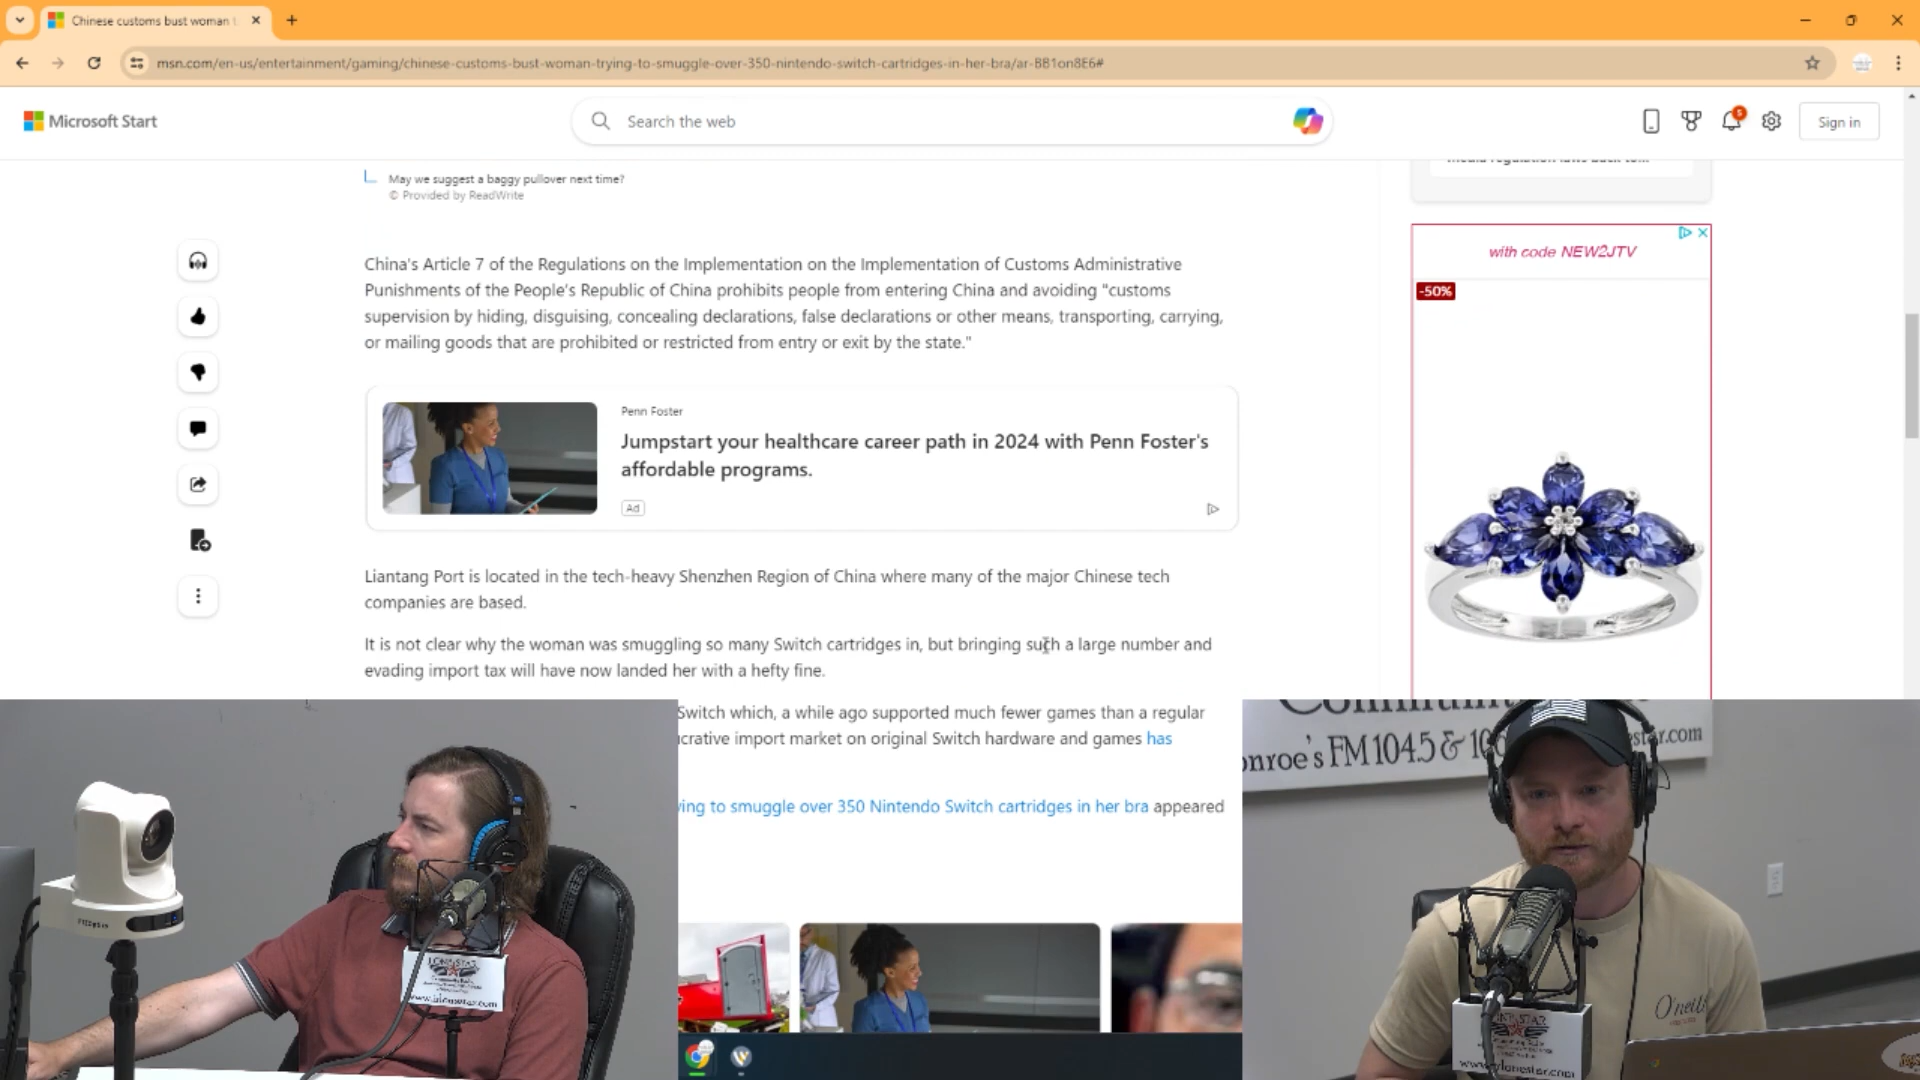 Chinese customs bust woman t
msn.com/en-us/entertainment/gaming/chinese-customs-bust-woman-trying-to-smuggle-over-350-nintendo-switch-cartridges-in-her-bra/ar-BB1on8E6#
Microsoft Start
Search the web
5
Sign in
May we suggest a baggy pullover next time?
© Provided by ReadWrite
with code NEW2JTV
-50%
China's Article 7 of the Regulations on the Implementation on the Implementation of Customs Administrative
Punishments of the People's Republic of China prohibits people from entering China and avoiding "customs
supervision by hiding, disguising, concealing declarations, false declarations or other means, transporting, carrying,
or mailing goods that are prohibited or restricted from entry or exit by the state."
Penn Foster
Jumpstart your healthcare career path in 2024 with Penn Foster's
affordable programs.
Ad
Liantang Port is located in the tech-heavy Shenzhen Region of China where many of the major Chinese tech
companies are based.
It is not clear why the woman was smuggling so many Switch cartridges in, but bringing such a large number and
evading import tax will have now landed her with a hefty fine.
Switch which, a while ago supported much fewer games than a regular
crative import market on original Switch hardware and games has
ing to smuggle over 350 Nintendo Switch cartridges in her bra appeared
onroe's FM 104.5 & 10
star.com
LONESTAR
Community Radio
www.irlonestar.com
O'neill
LONESTAR
Community Radio